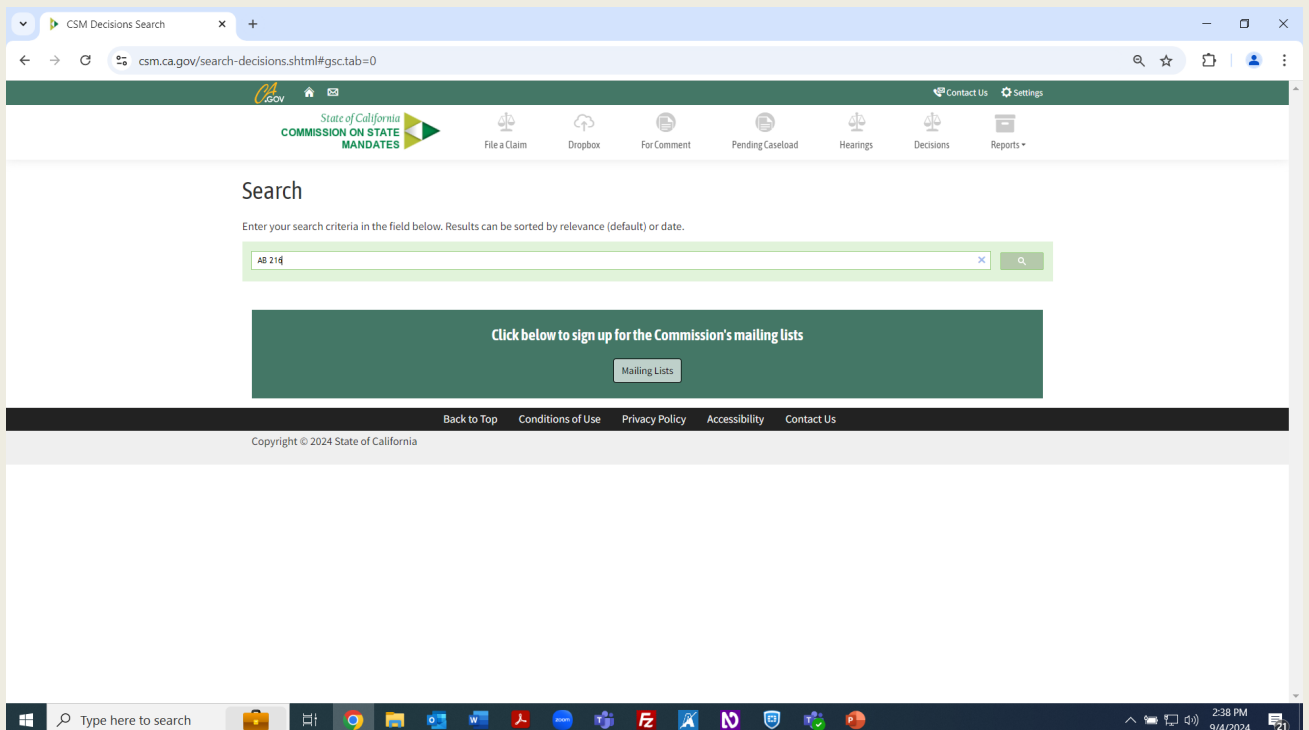 CSM Decisions Search
csm.ca.gov/search-decisions.shtml#gsc.tab=0
CA.GOV
Contact Us
Settings
State of California
COMMISSION ON STATE
MANDATES
File a Claim
Dropbox
For Comment
Pending Caseload
Hearings
Decisions
Reports
Search
Enter your search criteria in the field below. Results can be sorted by relevance (default) or date.
AB 216
Click below to sign up for the Commission's mailing lists
Mailing Lists
Back to Top Conditions of Use Privacy Policy Accessibility Contact Us
Copyright © 2024 State of California
Type here to search
zoom
2:38 PM
9/4/2024
21